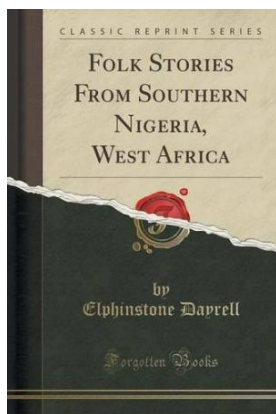 CLASSIC REPRINT SERIES
FOLK STORIES
FROM SOUTHERN
NIGERIA,
WEST AFRICA
by
Elphinstone Dayrell
Forgotten Books